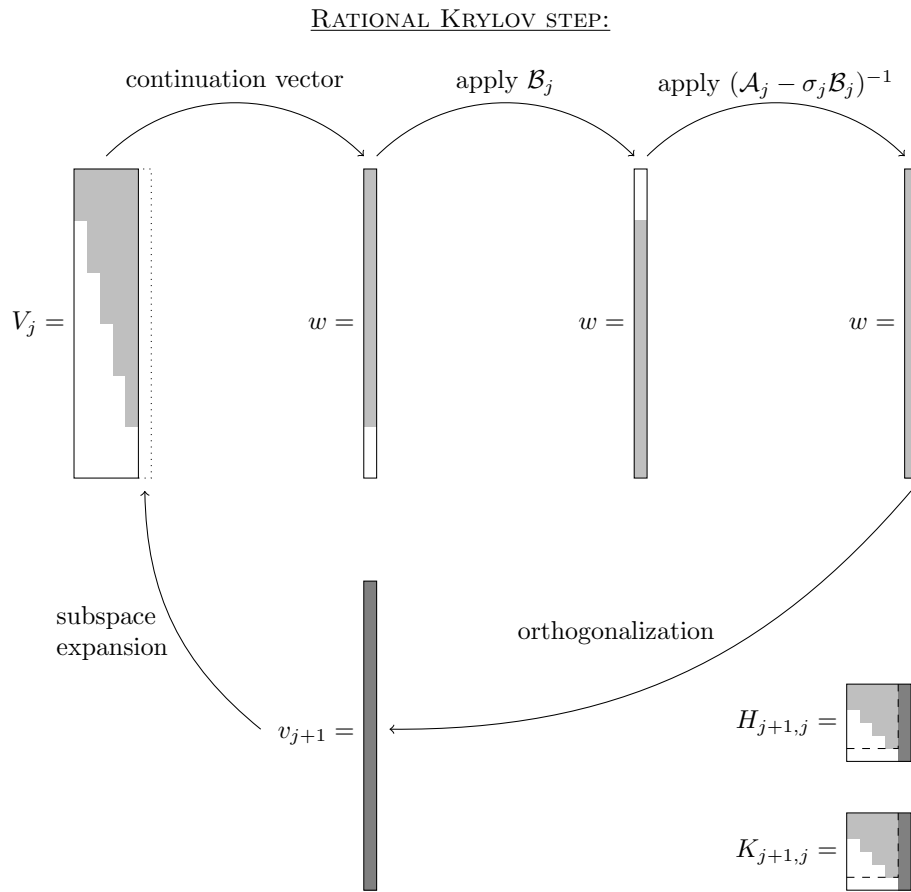 RATIONAL KRYLOV STEP:
continuation vector
apply $\mathcal{B}_j$
apply $(\mathcal{A}_j - \sigma_j \mathcal{B}_j)^{-1}$
$V_j =$
$w =$
$w =$
$w =$
subspace
expansion
orthogonalization
$v_{j+1} =$
$H_{j+1,j} =$
$K_{j+1,j} =$